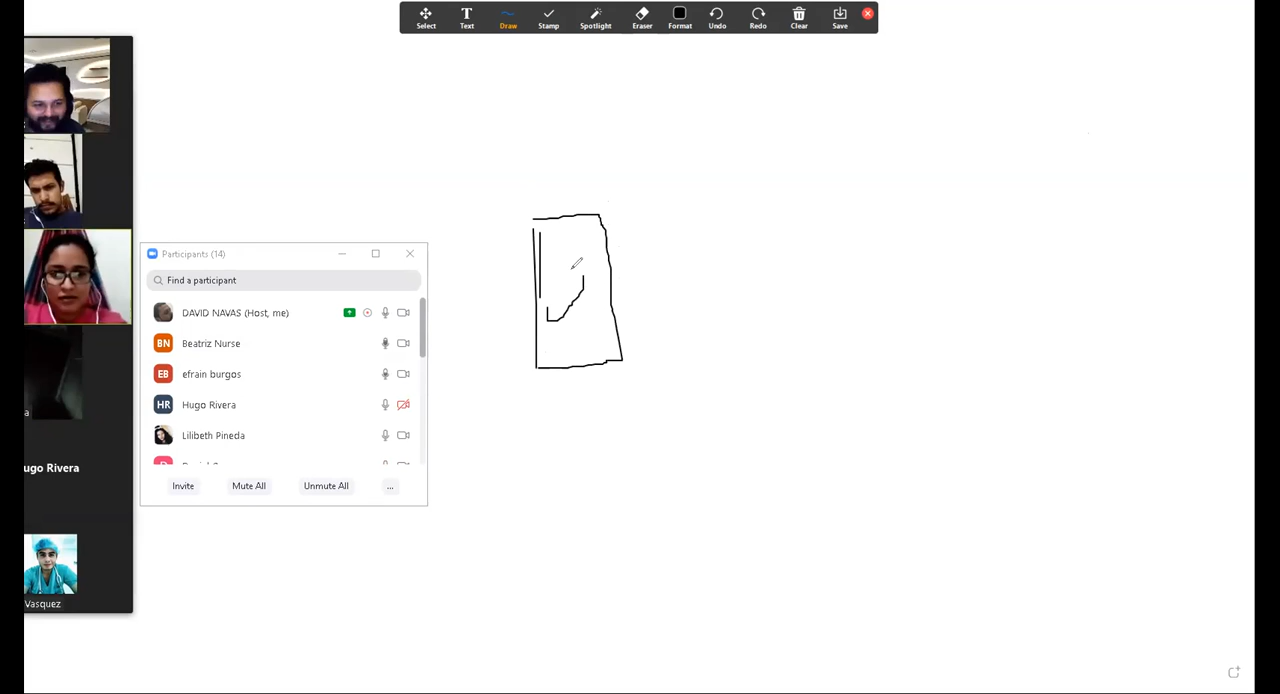 Select Text Draw Stamp Spotlight Eraser Format Undo Redo Clear Save
Participants (14)
Find a participant
DAVID NAVAS (Host, me)
BN Beatriz Nurse
EB efrain burgos
HR Hugo Rivera
Lilibeth Pineda
Invite Mute All Unmute All ...
a
ugo Rivera
Vasquez